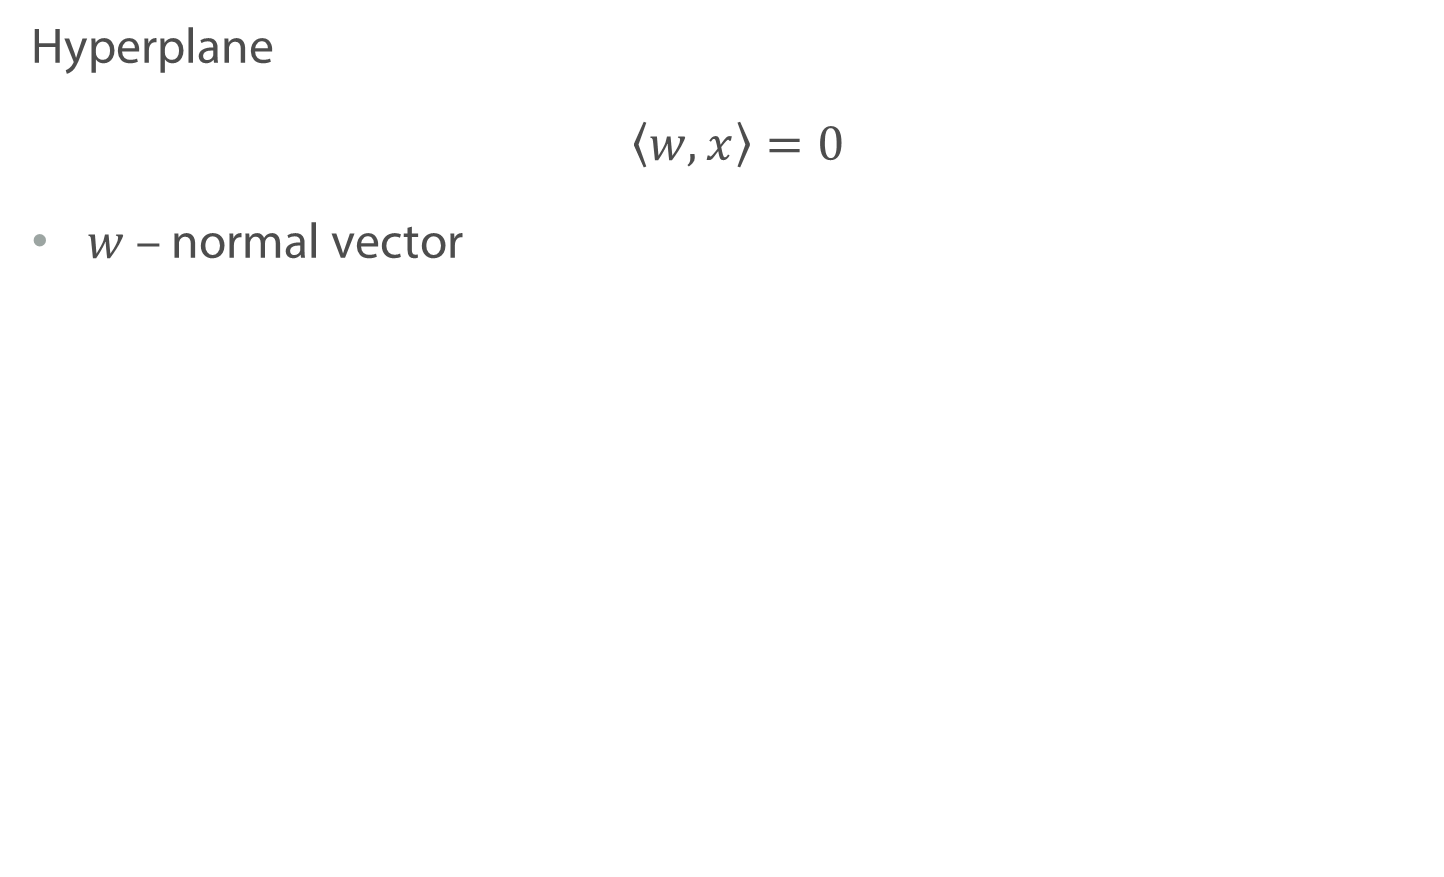 Hyperplane
⟨w, x⟩ = 0
• w – normal vector